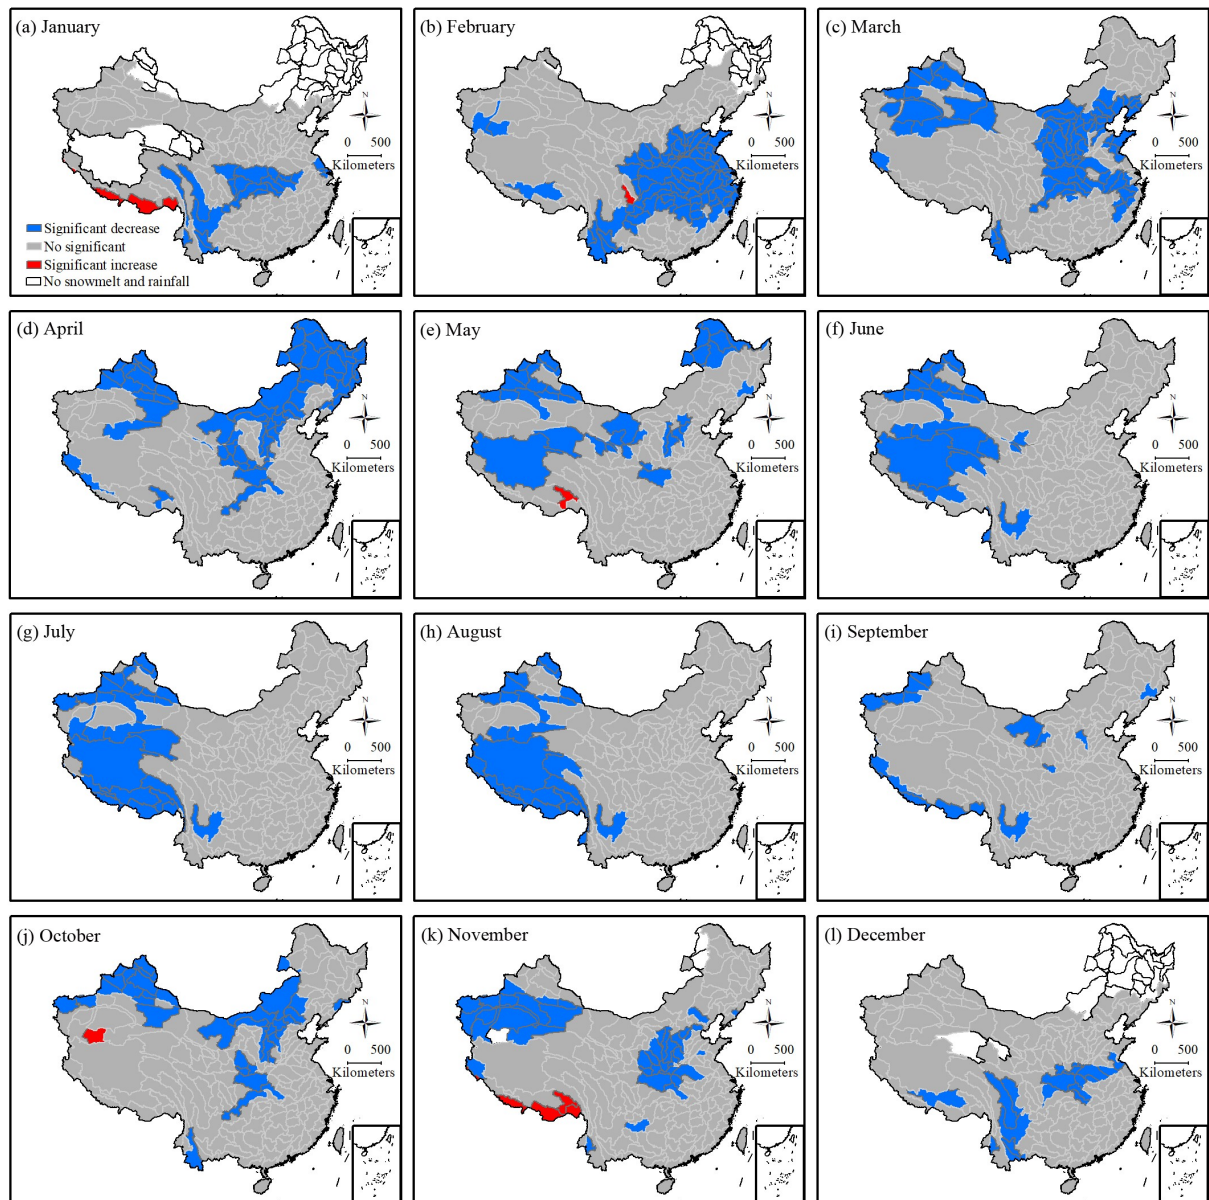 (a) January
N
0 500
Kilometers
Significant decrease
No significant
Significant increase
No snowmelt and rainfall
(b) February
N
0 500
Kilometers
(c) March
N
0 500
Kilometers
(d) April
N
0 500
Kilometers
(e) May
N
0 500
Kilometers
(f) June
N
0 500
Kilometers
(g) July
N
0 500
Kilometers
(h) August
N
0 500
Kilometers
(i) September
N
0 500
Kilometers
(j) October
N
0 500
Kilometers
(k) November
N
0 500
Kilometers
(l) December
N
0 500
Kilometers